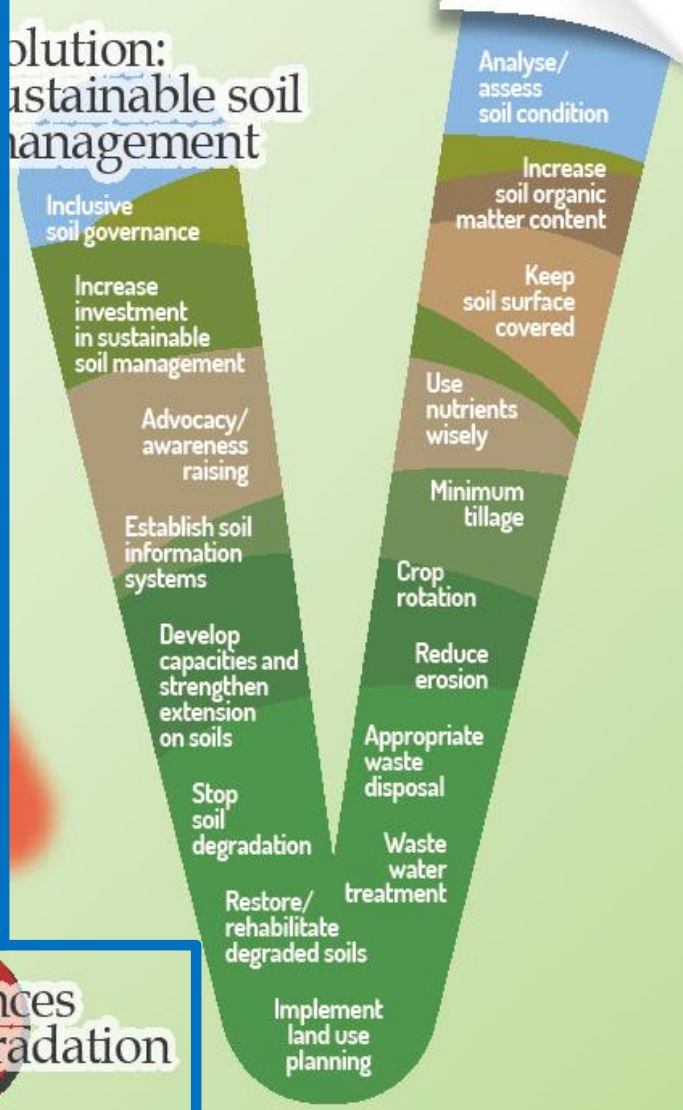 olution:
ustainable soil
anagement
Inclusive
soil governance
Increase
investment
in sustainable
soil management
Advocacy/
awareness
raising
Establish soil
information
systems
Develop
capacities and
strengthen
extension
on soils
Stop
soil
degradation
Restore/
rehabilitate
degraded soils
Implement
land use
planning
Analyse/
assess
soil condition
Increase
soil organic
matter content
Keep
soil surface
covered
Use
nutrients
wisely
Minimum
tillage
Crop
rotation
Reduce
erosion
Appropriate
waste
disposal
Waste
water
treatment
nces
radation